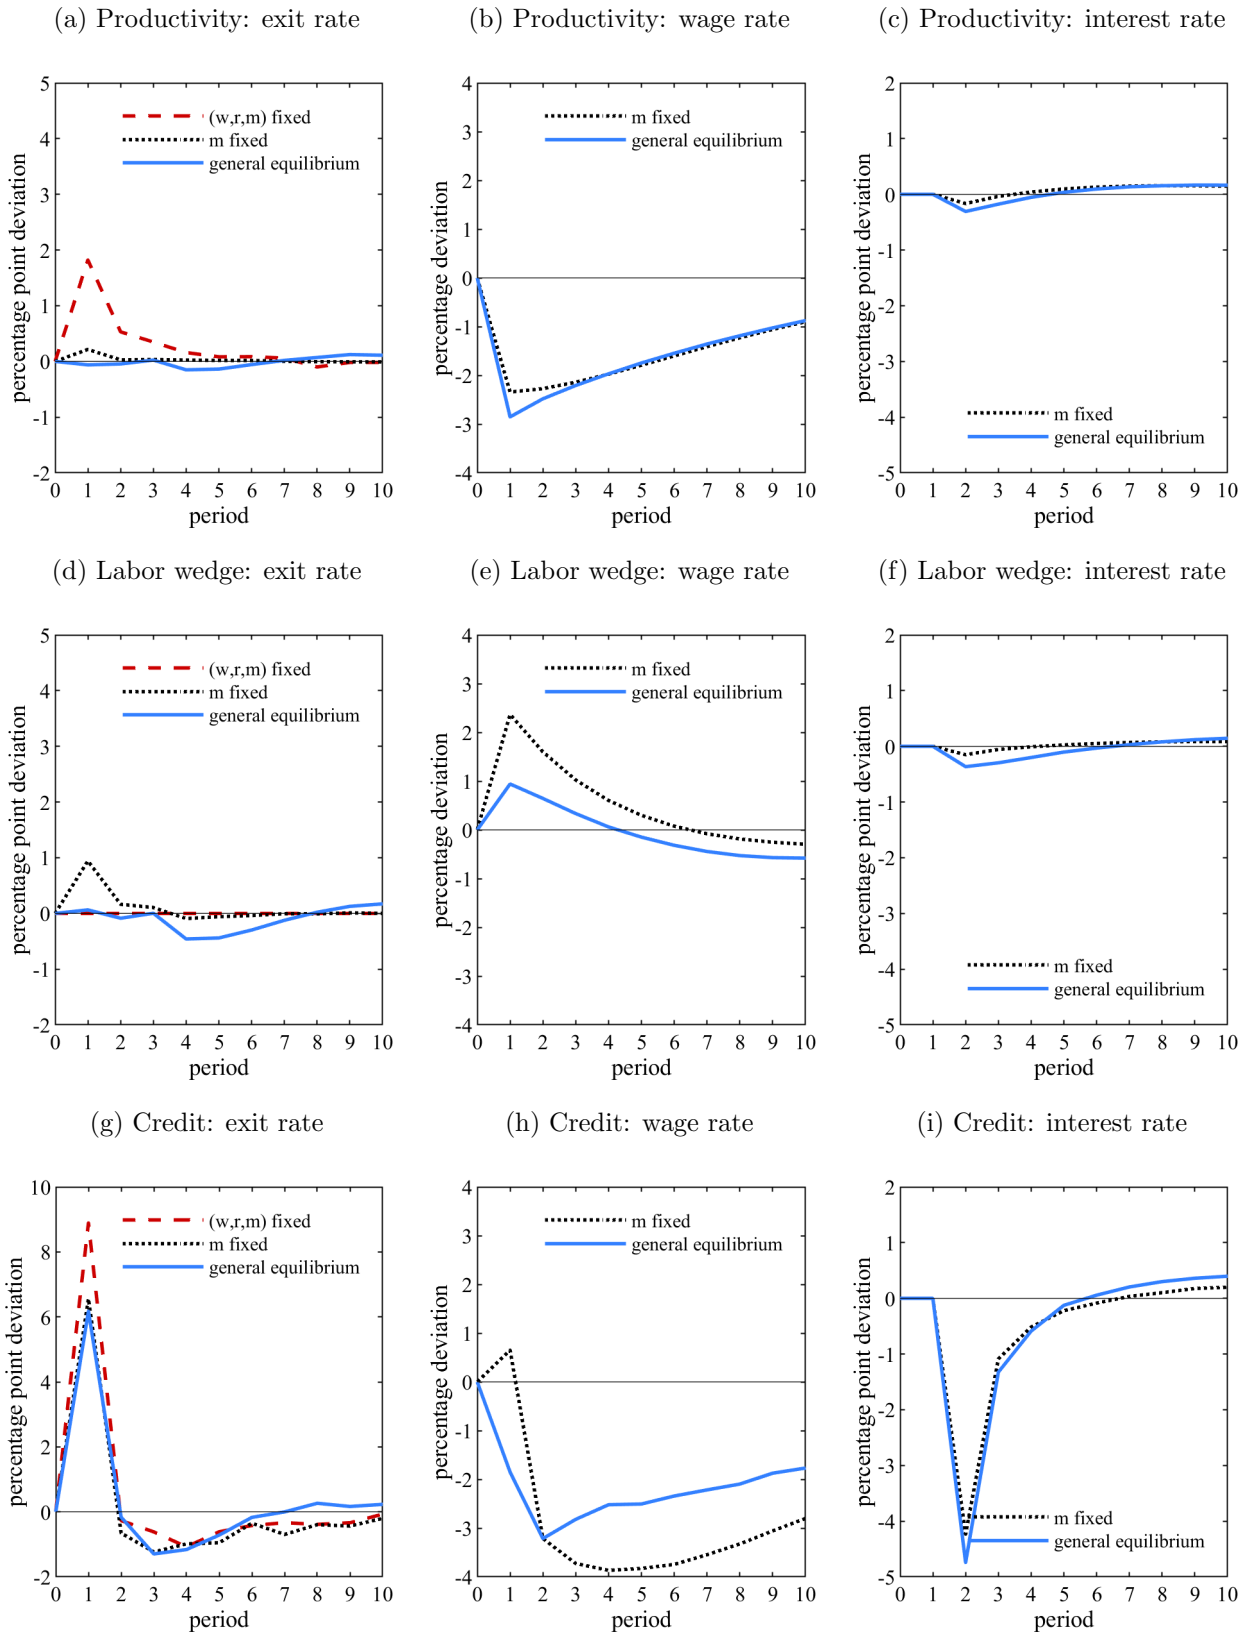 (a) Productivity: exit rate
(b) Productivity: wage rate
(c) Productivity: interest rate
percentage point deviation
5
4
3
2
1
0
-1
-2
(w,r,m) fixed
m fixed
general equilibrium
0 1 2 3 4 5 6 7 8 9 10
period
percentage deviation
4
3
2
1
0
-1
-2
-3
-4
m fixed
general equilibrium
0 1 2 3 4 5 6 7 8 9 10
period
percentage point deviation
2
1
0
-1
-2
-3
-4
-5
m fixed
general equilibrium
0 1 2 3 4 5 6 7 8 9 10
period
(d) Labor wedge: exit rate
(e) Labor wedge: wage rate
(f) Labor wedge: interest rate
percentage point deviation
5
4
3
2
1
0
-1
-2
(w,r,m) fixed
m fixed
general equilibrium
0 1 2 3 4 5 6 7 8 9 10
period
percentage deviation
4
3
2
1
0
-1
-2
-3
-4
m fixed
general equilibrium
0 1 2 3 4 5 6 7 8 9 10
period
percentage point deviation
2
1
0
-1
-2
-3
-4
-5
m fixed
general equilibrium
0 1 2 3 4 5 6 7 8 9 10
period
(g) Credit: exit rate
(h) Credit: wage rate
(i) Credit: interest rate
percentage point deviation
10
8
6
4
2
0
-2
(w,r,m) fixed
m fixed
general equilibrium
0 1 2 3 4 5 6 7 8 9 10
period
percentage deviation
4
3
2
1
0
-1
-2
-3
-4
m fixed
general equilibrium
0 1 2 3 4 5 6 7 8 9 10
period
percentage point deviation
2
1
0
-1
-2
-3
-4
-5
m fixed
general equilibrium
0 1 2 3 4 5 6 7 8 9 10
period